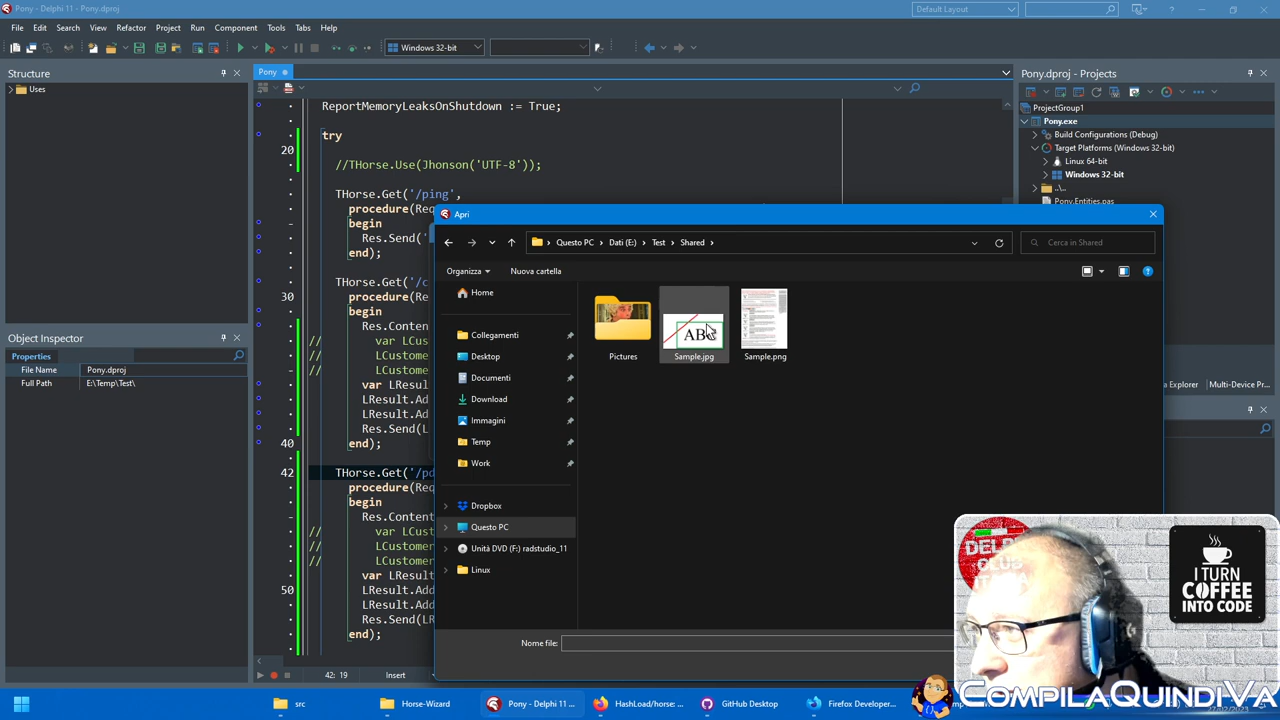 Pony - Delphi 11 - Pony.dproj
Default Layout
File Edit Search View Refactor Project Run Component Tools Tabs Help
Windows 32-bit
Structure
Uses
Pony
Pony.dproj - Projects
ProjectGroup1
Pony.exe
Build Configurations (Debug)
Target Platforms (Windows 32-bit)
Linux 64-bit
Windows 32-bit
..\..
Pony.Entities.pas
ReportMemoryLeaksOnShutdown := True;
try
20
//THorse.Use(Jhonson('UTF-8'));
THorse.Get('/ping',
procedure(Req
begin
Res.Send('
end);
THorse.Get('/c
30
procedure(Req
begin
Res.Conten
// var LC
// LCustome
// LCustome
var LResul
LResult.Ad
LResult.Ad
Res.Send(L
40
end);
42
THorse.Get('/pd
procedure(Req
begin
Res.Content
// var LCust
// LCustome
// LCustome
var LResult
50
LResult.Add
LResult.Add
Res.Send(LR
end);
Object Inspector
Properties
File Name Pony.dproj
Full Path E:\Temp\Test\
Apri
Questo PC Dati (E:) Test Shared
Cerca in Shared
Organizza Nuova cartella
Home
Collegamenti
Desktop
Documenti
Download
Immagini
Temp
Work
Dropbox
Questo PC
Unità DVD (F:) radstudio_11
Linux
Pictures
Sample.jpg
Sample.png
ABC
Nome file:
Multi-Device Pr...
42: 19 Insert
I TURN
COFFEE
INTO CODE
DELPHI
CLUB
COMPILAQUINDIVA
src
Horse-Wizard
Pony - Delphi 11 ...
HashLoad/horse: ...
GitHub Desktop
Firefox Developer...